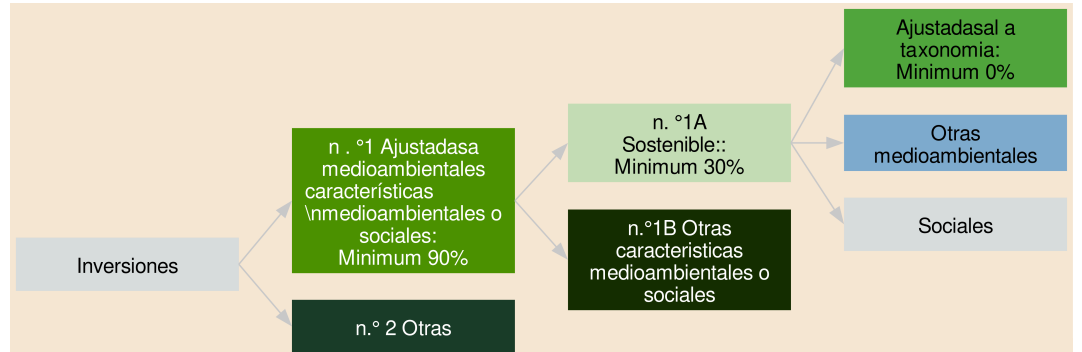 Inversiones
n . °1 Ajustadasa
medioambientales
características
\nmedioambientales o
sociales:
Minimum 90%
n.° 2 Otras
n. °1A
Sostenible::
Minimum 30%
n.°1B Otras
caracteristicas
medioambientales o
sociales
Ajustadasal a
taxonomia:
Minimum 0%
Otras
medioambientales
Sociales